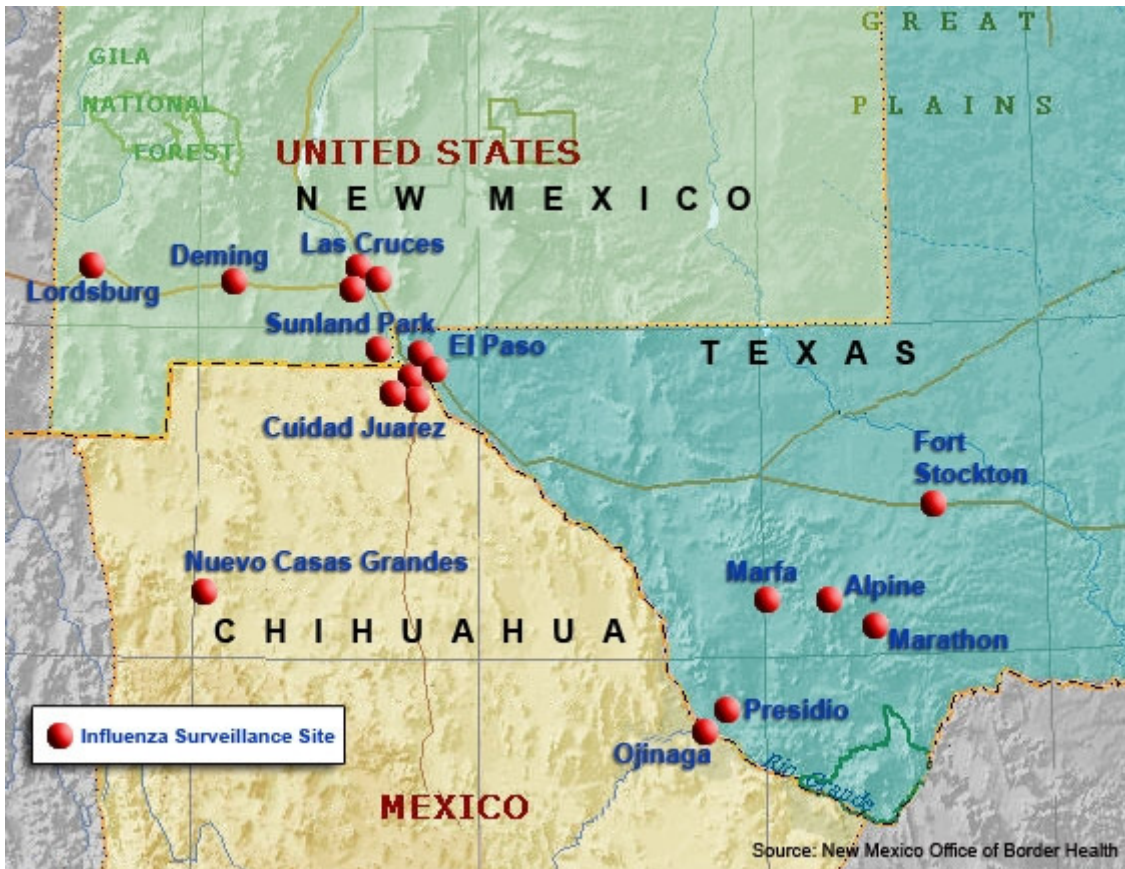 GREAT
PLAINS
GILA
NATIONAL
FOREST
UNITED STATES
NEW MEXICO
Las Cruces
Deming
Lordsburg
Sunland Park
El Paso
TEXAS
Cuidad Juarez
Fort
Stockton
Nuevo Casas Grandes
Marfa
Alpine
CHIHUAHUA
Marathon
Presidio
Influenza Surveillance Site
Ojinaga
Rio Grande
MEXICO
Source: New Mexico Office of Border Health